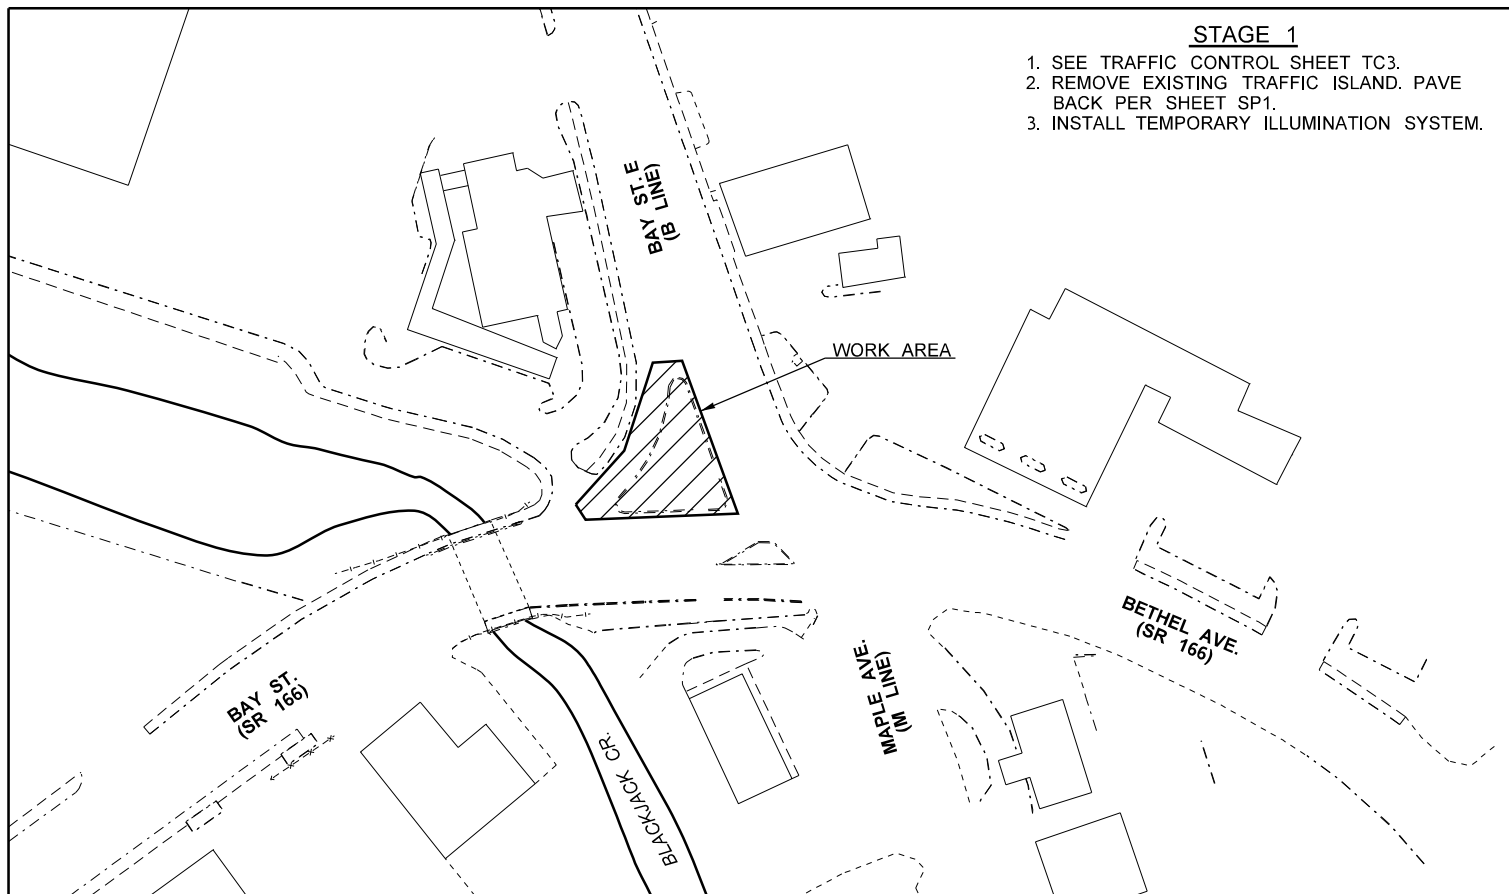 STAGE 1
1. SEE TRAFFIC CONTROL SHEET TC3.
2. REMOVE EXISTING TRAFFIC ISLAND. PAVE
BACK PER SHEET SP1.
3. INSTALL TEMPORARY ILLUMINATION SYSTEM.
BAY ST. E
(B LINE)
WORK AREA
BETHEL AVE.
(SR 166)
MAPLE AVE.
(M LINE)
BAY ST.
(SR 166)
BLACKJACK CR.